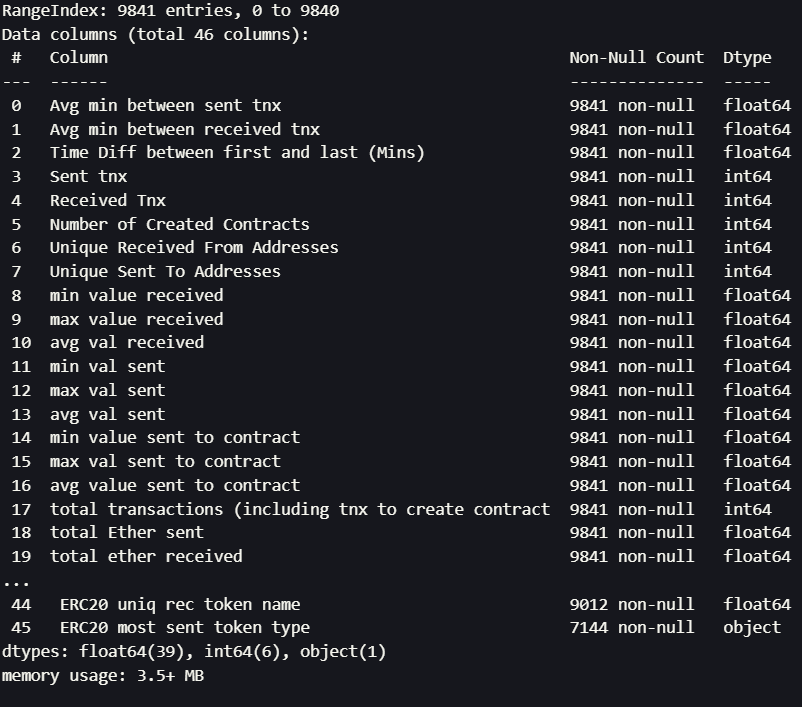 RangeIndex: 9841 entries, 0 to 9840
Data columns (total 46 columns):
 #   Column                                                Non-Null Count  Dtype
---  ------                                                --------------  -----
 0   Avg min between sent tnx                              9841 non-null   float64
 1   Avg min between received tnx                          9841 non-null   float64
 2   Time Diff between first and last (Mins)               9841 non-null   float64
 3   Sent tnx                                              9841 non-null   int64
 4   Received Tnx                                          9841 non-null   int64
 5   Number of Created Contracts                           9841 non-null   int64
 6   Unique Received From Addresses                        9841 non-null   int64
 7   Unique Sent To Addresses                              9841 non-null   int64
 8   min value received                                    9841 non-null   float64
 9   max value received                                    9841 non-null   float64
 10  avg val received                                      9841 non-null   float64
 11  min val sent                                          9841 non-null   float64
 12  max val sent                                          9841 non-null   float64
 13  avg val sent                                          9841 non-null   float64
 14  min value sent to contract                            9841 non-null   float64
 15  max val sent to contract                              9841 non-null   float64
 16  avg value sent to contract                            9841 non-null   float64
 17  total transactions (including tnx to create contract  9841 non-null   int64
 18  total Ether sent                                      9841 non-null   float64
 19  total ether received                                  9841 non-null   float64
...
 44   ERC20 uniq rec token name                            9012 non-null   float64
 45   ERC20 most sent token type                           7144 non-null   object
dtypes: float64(39), int64(6), object(1)
memory usage: 3.5+ MB